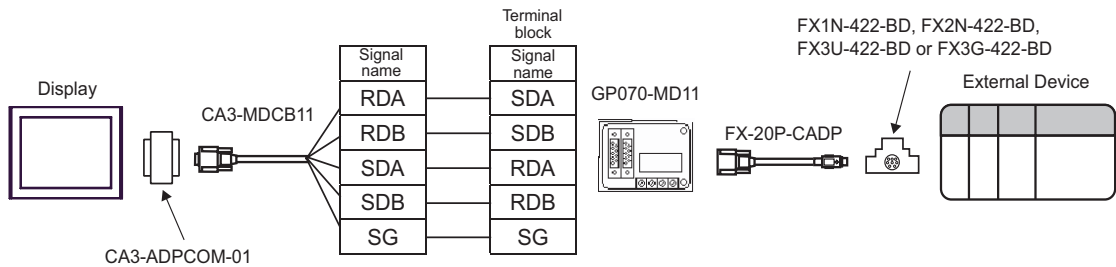 Display
CA3-ADPCOM-01
CA3-MDCB11
Signal
name
RDA
RDB
SDA
SDB
SG
Terminal
block
Signal
name
SDA
SDB
RDA
RDB
SG
GP070-MD11
FX-20P-CADP
FX1N-422-BD, FX2N-422-BD,
FX3U-422-BD or FX3G-422-BD
External Device